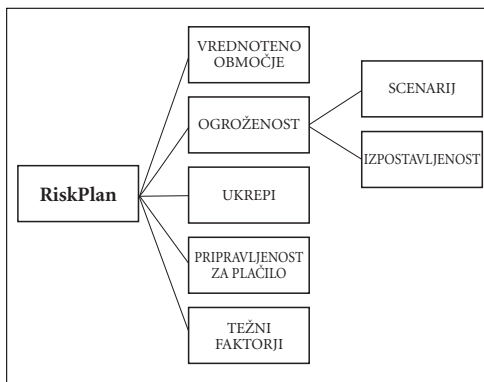 VREDNOTENO
OBMOČJE
SCENARIJ
OGROŽENOST
IZPOSTAVLJENOST
RiskPlan
UKREPI
PRIPRAVLJENOST
ZA PLAČILO
TEŽNI
FAKTORJI